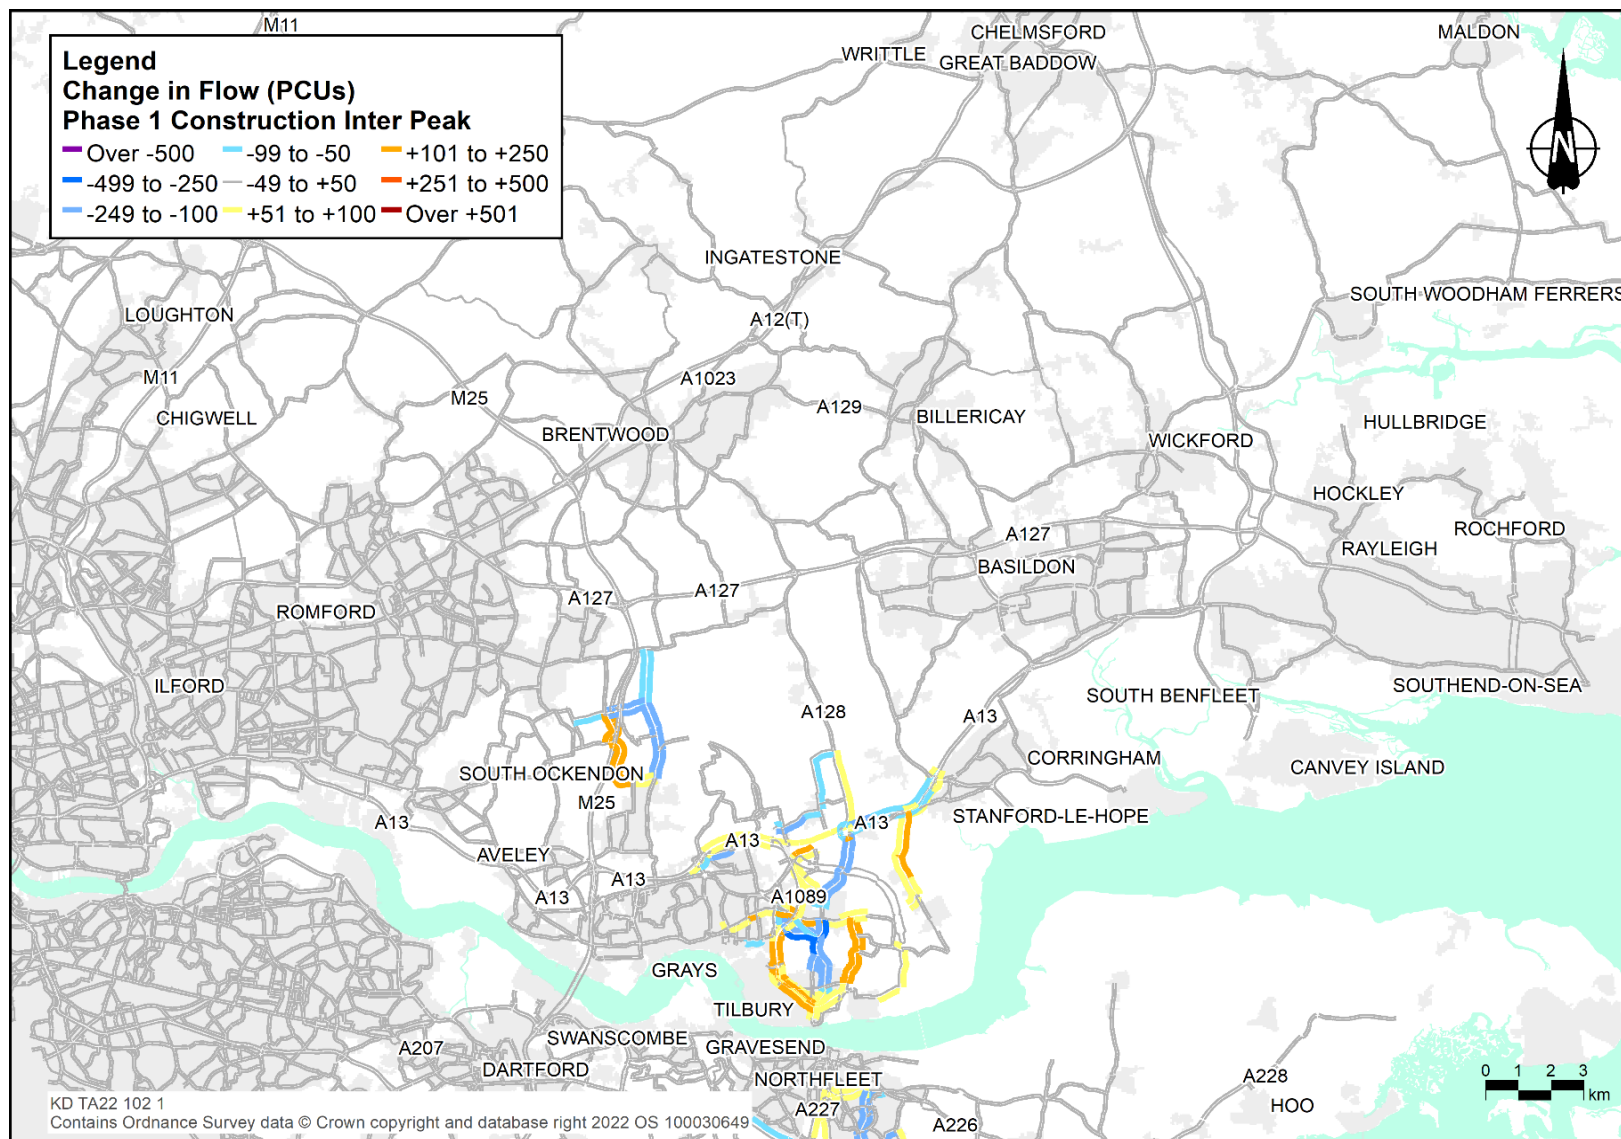 M11
CHELMSFORD
MALDON
WRITTLE
GREAT BADDOW
Legend
Change in Flow (PCUs)
Phase 1 Construction Inter Peak
Over -500 -99 to -50 +101 to +250
-499 to -250 -49 to +50 +251 to +500
-249 to -100 +51 to +100 Over +501
N
INGATESTONE
SOUTH WOODHAM FERRERS
LOUGHTON
A12(T)
M11
A1023
M25
A129
CHIGWELL
BILLERICAY
HULLBRIDGE
BRENTWOOD
WICKFORD
HOCKLEY
ROCHFORD
A127
RAYLEIGH
BASILDON
A127
A127
ROMFORD
ILFORD
SOUTH BENFLEET
SOUTHEND-ON-SEA
A128
A13
CORRINGHAM
CANVEY ISLAND
SOUTH OCKENDON
M25
STANFORD-LE-HOPE
A13
A13
A13
AVELEY
A13
A13
A1089
GRAYS
TILBURY
SWANSCOMBE
GRAVESEND
A207
DARTFORD
NORTHFLEET
A228
0 1 2 3
km
KD TA22 102 1
HOO
A227
Contains Ordnance Survey data © Crown copyright and database right 2022 OS 100030649
A226